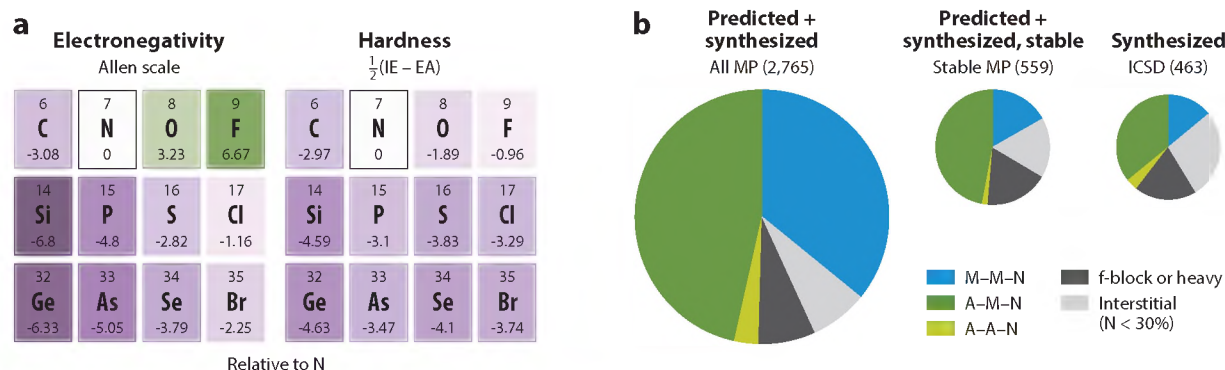 a
Electronegativity
Allen scale
6 7 8 9
C N O F
-3.08 0 3.23 6.67
14 15 16 17
Si P S Cl
-6.8 -4.8 -2.82 -1.16
32 33 34 35
Ge As Se Br
-6.33 -5.05 -3.79 -2.25
Hardness
½(IE – EA)
6 7 8 9
C N O F
-2.97 0 -1.89 -0.96
14 15 16 17
Si P S Cl
-4.59 -3.1 -3.83 -3.29
32 33 34 35
Ge As Se Br
-4.63 -3.47 -4.1 -3.74
Relative to N
b
Predicted +
synthesized
All MP (2,765)
Predicted +
synthesized, stable
Stable MP (559)
Synthesized
ICSD (463)
M–M–N
A–M–N
A–A–N
f-block or heavy
Interstitial
(N < 30%)